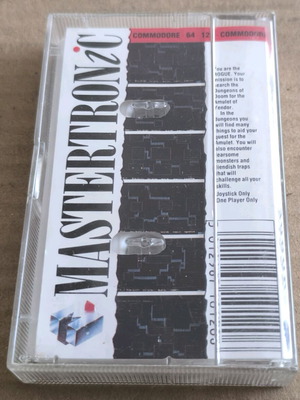 MASTERTRONiC
COMMODORE 64 12
COMMODORE
You are the
ROGUE. Your
mission is to
search the
dungeons of
Doom for the
Amulet of
Yendor.
In the
dungeons you
will find many
things to aid your
quest for the
Amulet. You will
also encounter
fearsome
monsters and
fiendish traps
that will
challenge all your
skills.
Joystick Only
One Player Only